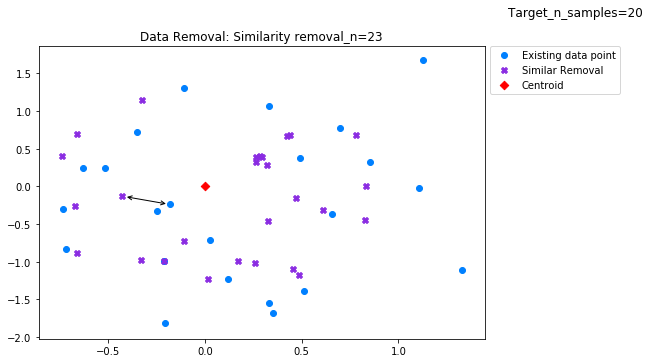 Target_n_samples=20
Data Removal: Similarity removal_n=23
Existing data point
Similar Removal
Centroid
1.5
1.0
0.5
0.0
−0.5
−1.0
−1.5
−2.0
−0.5
0.0
0.5
1.0